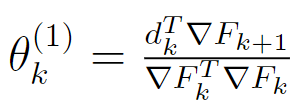 θ_k^{(1)} = \frac{d_k^T ∇F_{k+1}}{∇F_k^T ∇F_k}